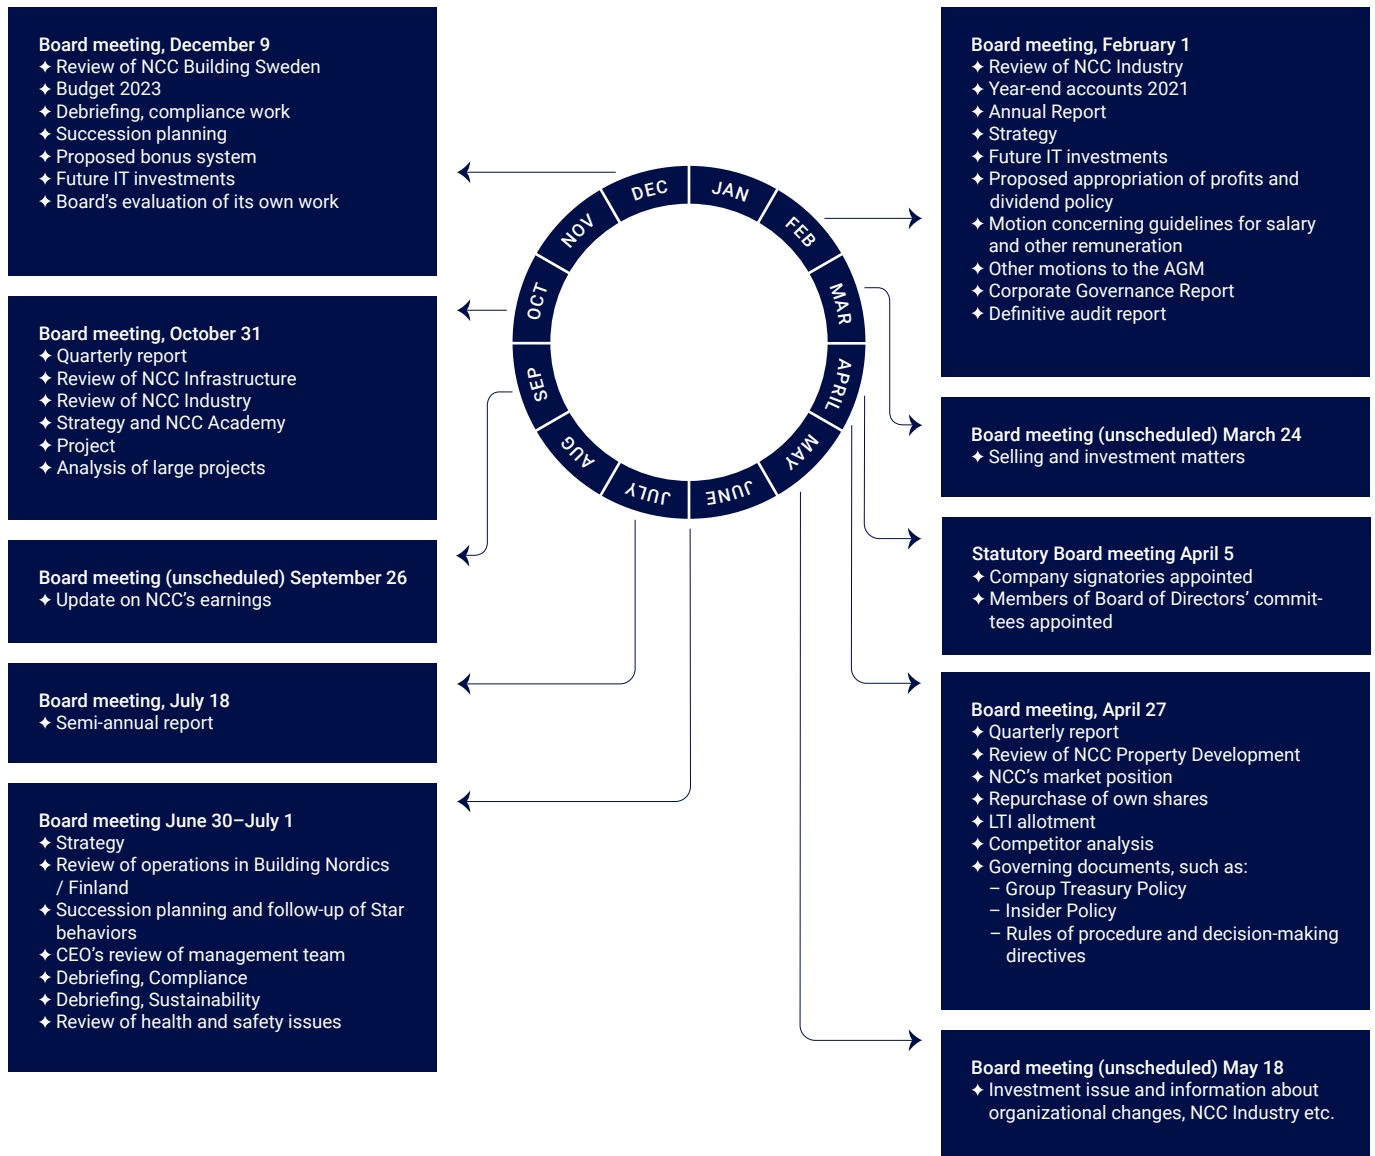 Board meeting, December 9
✦ Review of NCC Building Sweden
✦ Budget 2023
✦ Debriefing, compliance work
✦ Succession planning
✦ Proposed bonus system
✦ Future IT investments
✦ Board’s evaluation of its own work
Board meeting, October 31
✦ Quarterly report
✦ Review of NCC Infrastructure
✦ Review of NCC Industry
✦ Strategy and NCC Academy
✦ Project
✦ Analysis of large projects
Board meeting (unscheduled) September 26
✦ Update on NCC’s earnings
Board meeting, July 18
✦ Semi-annual report
Board meeting June 30–July 1
✦ Strategy
✦ Review of operations in Building Nordics
/ Finland
✦ Succession planning and follow-up of Star
behaviors
✦ CEO’s review of management team
✦ Debriefing, Compliance
✦ Debriefing, Sustainability
✦ Review of health and safety issues
JAN
FEB
MAR
APRIL
MAY
JUNE
JULY
AUG
SEP
OCT
NOV
DEC
Board meeting, February 1
✦ Review of NCC Industry
✦ Year-end accounts 2021
✦ Annual Report
✦ Strategy
✦ Future IT investments
✦ Proposed appropriation of profits and
dividend policy
✦ Motion concerning guidelines for salary
and other remuneration
✦ Other motions to the AGM
✦ Corporate Governance Report
✦ Definitive audit report
Board meeting (unscheduled) March 24
✦ Selling and investment matters
Statutory Board meeting April 5
✦ Company signatories appointed
✦ Members of Board of Directors’ commit-
tees appointed
Board meeting, April 27
✦ Quarterly report
✦ Review of NCC Property Development
✦ NCC’s market position
✦ Repurchase of own shares
✦ LTI allotment
✦ Competitor analysis
✦ Governing documents, such as:
– Group Treasury Policy
– Insider Policy
– Rules of procedure and decision-making
directives
Board meeting (unscheduled) May 18
✦ Investment issue and information about
organizational changes, NCC Industry etc.